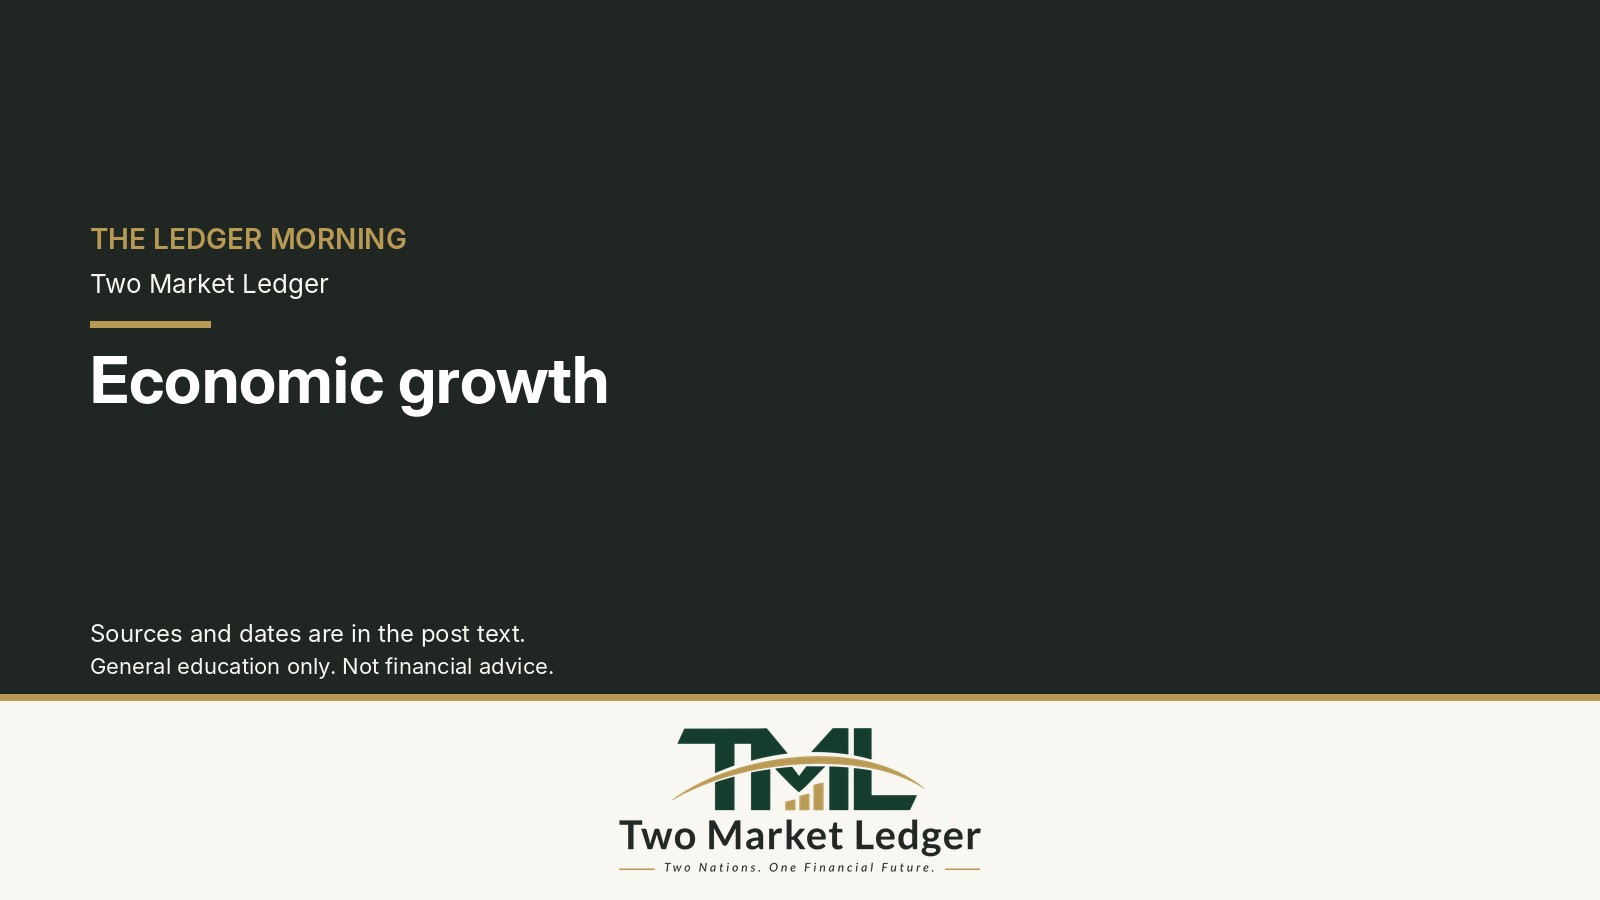 THE LEDGER MORNING
Two Market Ledger
Economic growth
Sources and dates are in the post text.
General education only. Not financial advice.
TML
Two Market Ledger
Two Nations. One Financial Future.